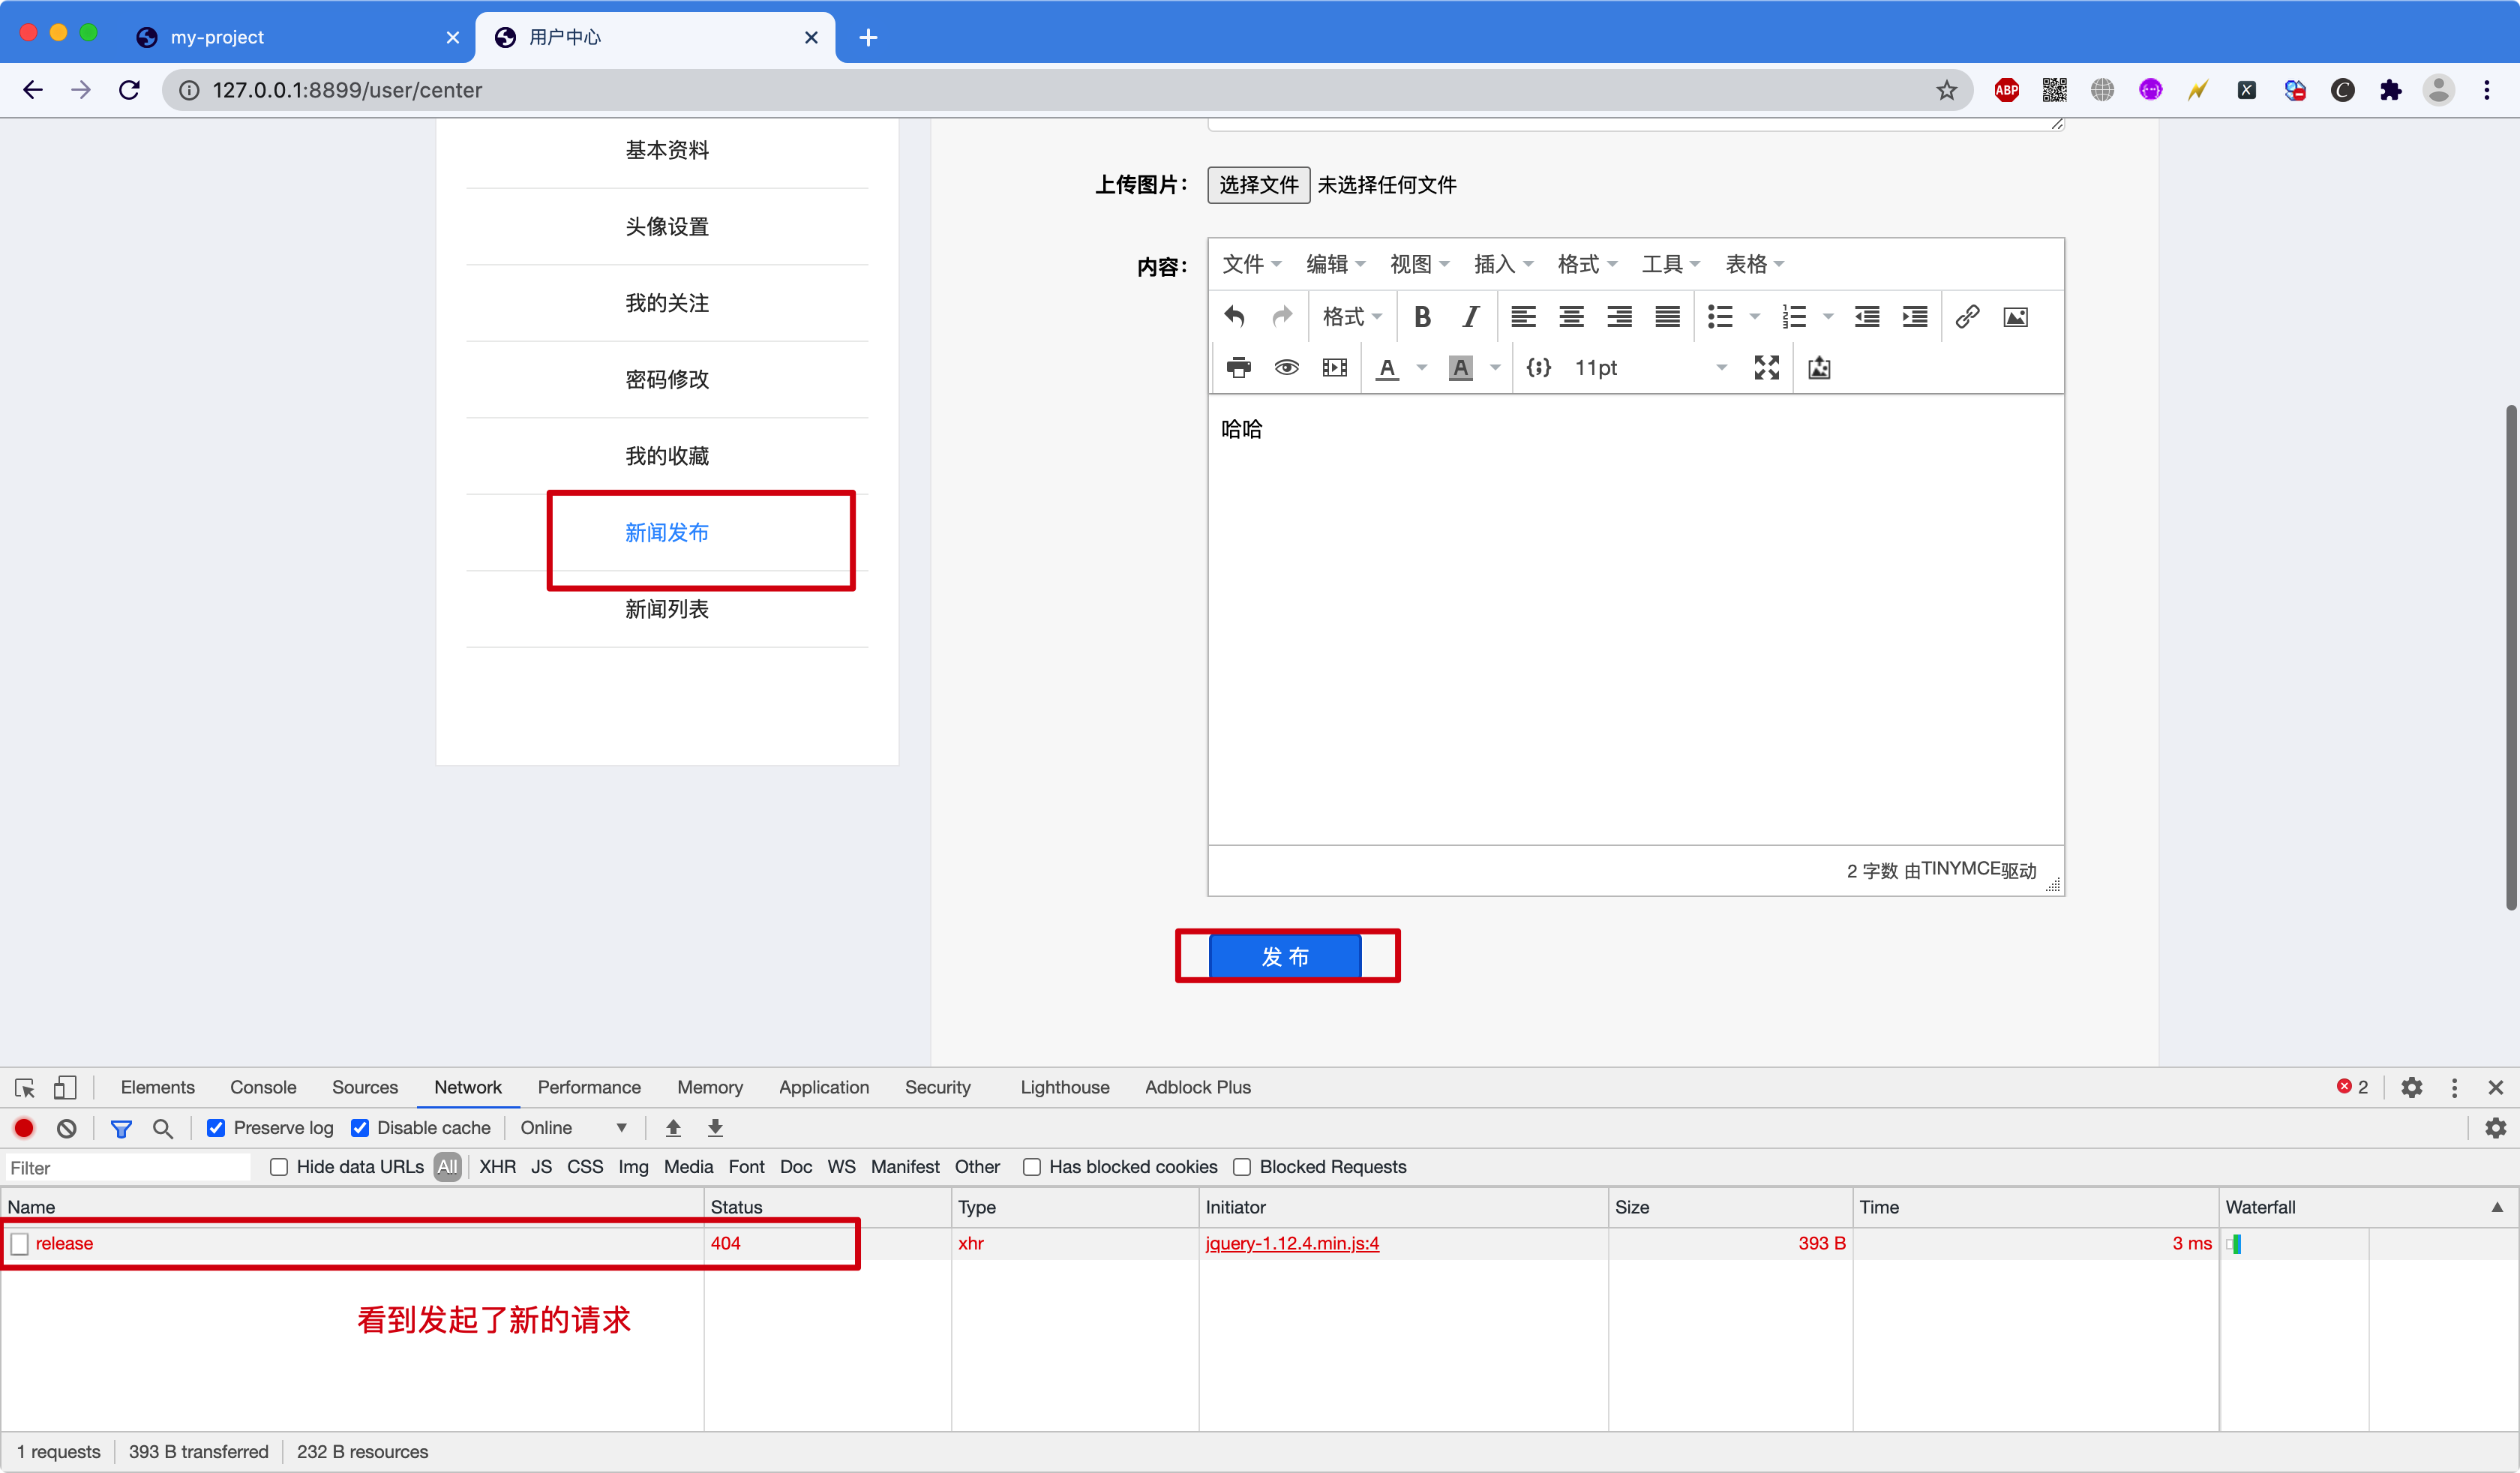 my-project
用户中心
127.0.0.1:8899/user/center
ABP
基本资料
头像设置
我的关注
密码修改
我的收藏
新闻发布
新闻列表
上传图片：
选择文件 未选择任何文件
内容：
文件 编辑 视图 插入 格式 工具 表格
格式 B I
A A {;} 11pt
哈哈
2 字数 由TINYMCE驱动
发 布
Elements Console Sources Network Performance Memory Application Security Lighthouse Adblock Plus 2
Preserve log Disable cache Online
Filter Hide data URLs All XHR JS CSS Img Media Font Doc WS Manifest Other Has blocked cookies Blocked Requests
Name Status Type Initiator Size Time Waterfall
release 404 xhr jquery-1.12.4.min.js:4 393 B 3 ms
看到发起了新的请求
1 requests 393 B transferred 232 B resources